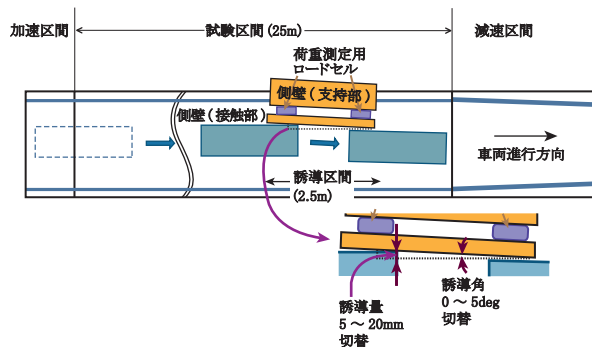 加速区間
試験区間(25m)
減速区間
荷重測定用
ロードセル
側壁(支持部)
側壁(接触部)
車両進行方向
誘導区間
(2.5m)
誘導量
5～20mm
切替
誘導角
0～5deg
切替